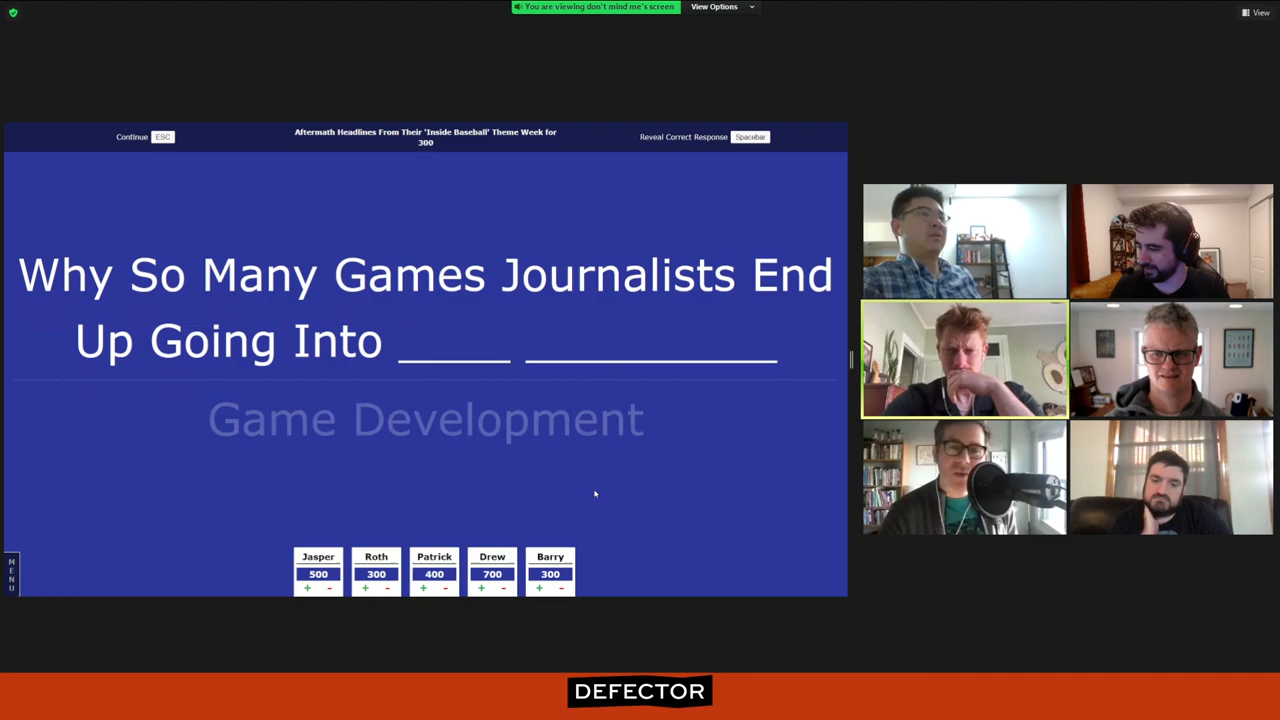 You are viewing don't mind me's screen
View Options
View
Continue ESC
Aftermath Headlines From Their 'Inside Baseball' Theme Week for
300
Reveal Correct Response Spacebar
Why So Many Games Journalists End
Up Going Into _____ ___________
Game Development
MENU
Jasper Roth Patrick Drew Barry
500 300 400 700 300
+ - + - + - + - + -
DEFECTOR